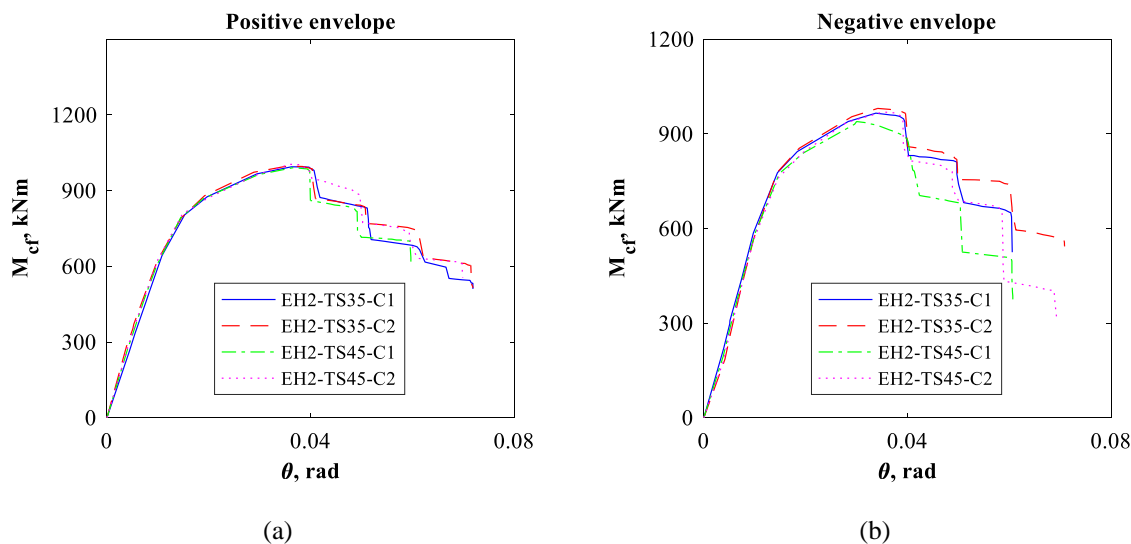 Positive envelope
M_cf, kNm
1200
900
600
300
0
EH2-TS35-C1
EH2-TS35-C2
EH2-TS45-C1
EH2-TS45-C2
0 0.04 0.08
θ, rad
(a)
Negative envelope
M_cf, kNm
1200
900
600
300
0
EH2-TS35-C1
EH2-TS35-C2
EH2-TS45-C1
EH2-TS45-C2
0 0.04 0.08
θ, rad
(b)